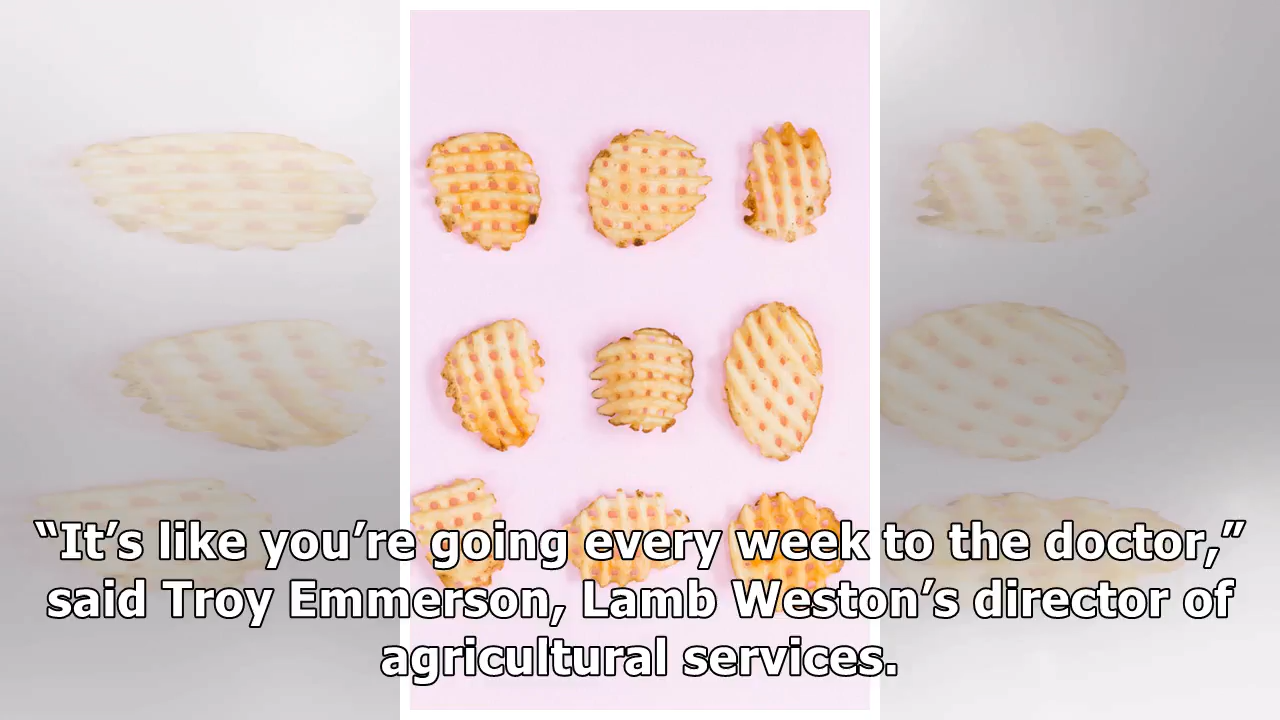 “It’s like you’re going every week to the doctor,”
said Troy Emmerson, Lamb Weston’s director of
agricultural services.